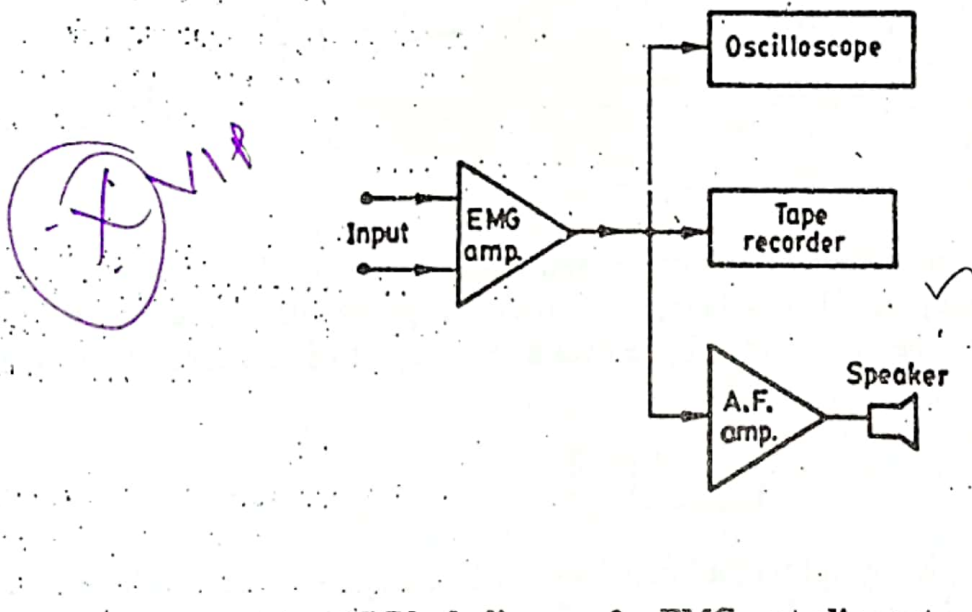 Oscilloscope
Input
EMG
amp.
Tape
recorder
A.F.
amp.
Speaker